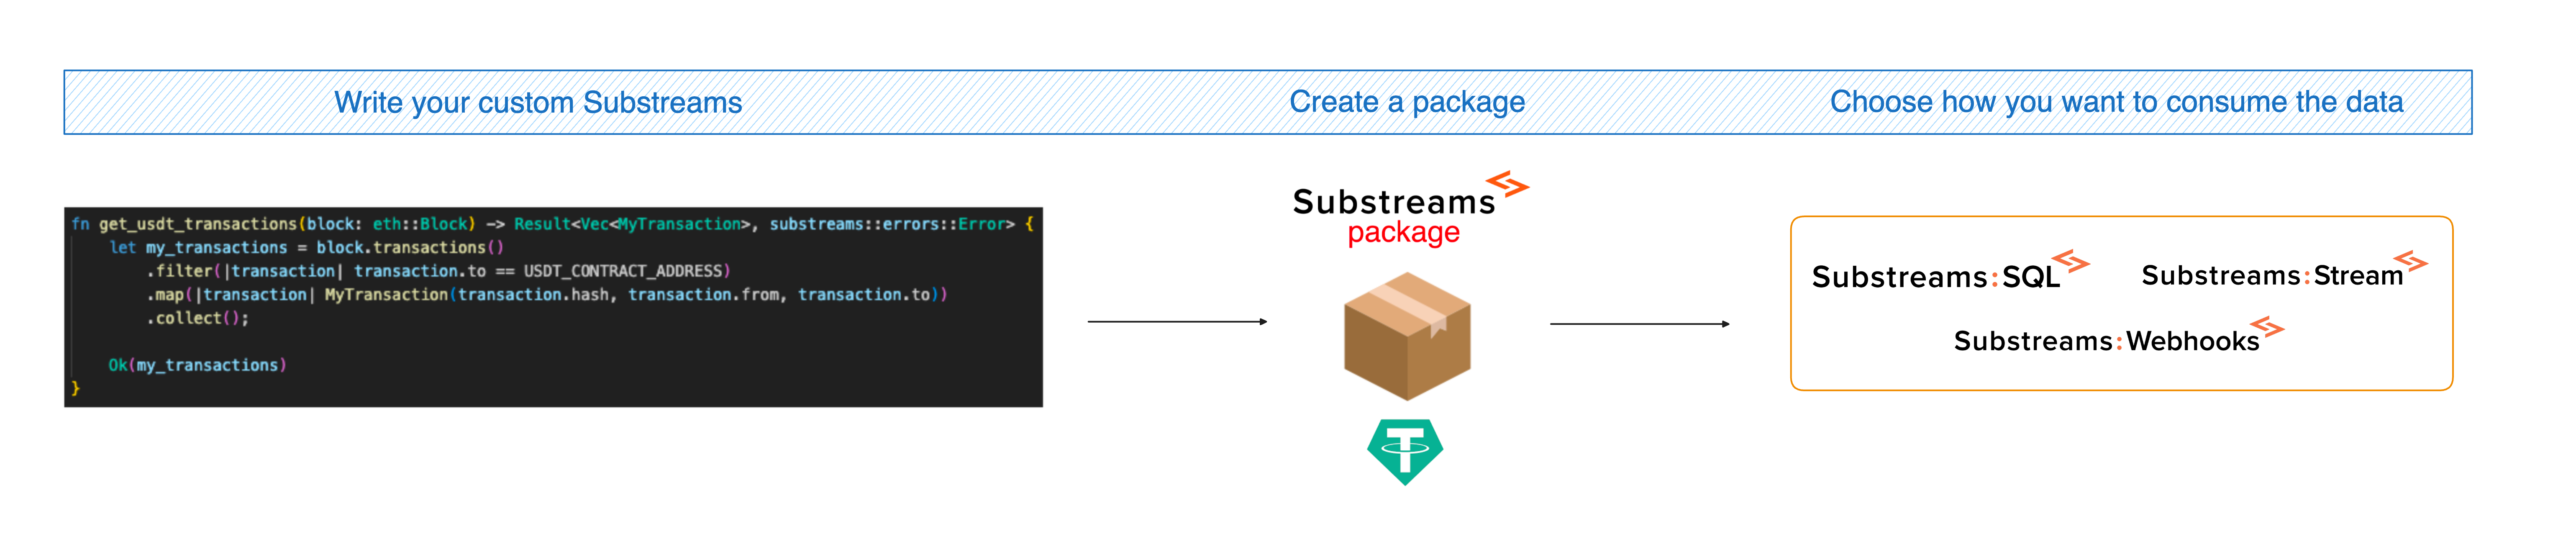 Write your custom Substreams
Create a package
Choose how you want to consume the data
fn get_usdt_transactions(block: eth::Block) -> Result<Vec<MyTransaction>, substreams::errors::Error> {
    let my_transactions = block.transactions()
        .filter(|transaction| transaction.to == USDT_CONTRACT_ADDRESS)
        .map(|transaction| MyTransaction(transaction.hash, transaction.from, transaction.to))
        .collect();
    Ok(my_transactions)
}
Substreams
package
Substreams:SQL
Substreams:Stream
Substreams:Webhooks